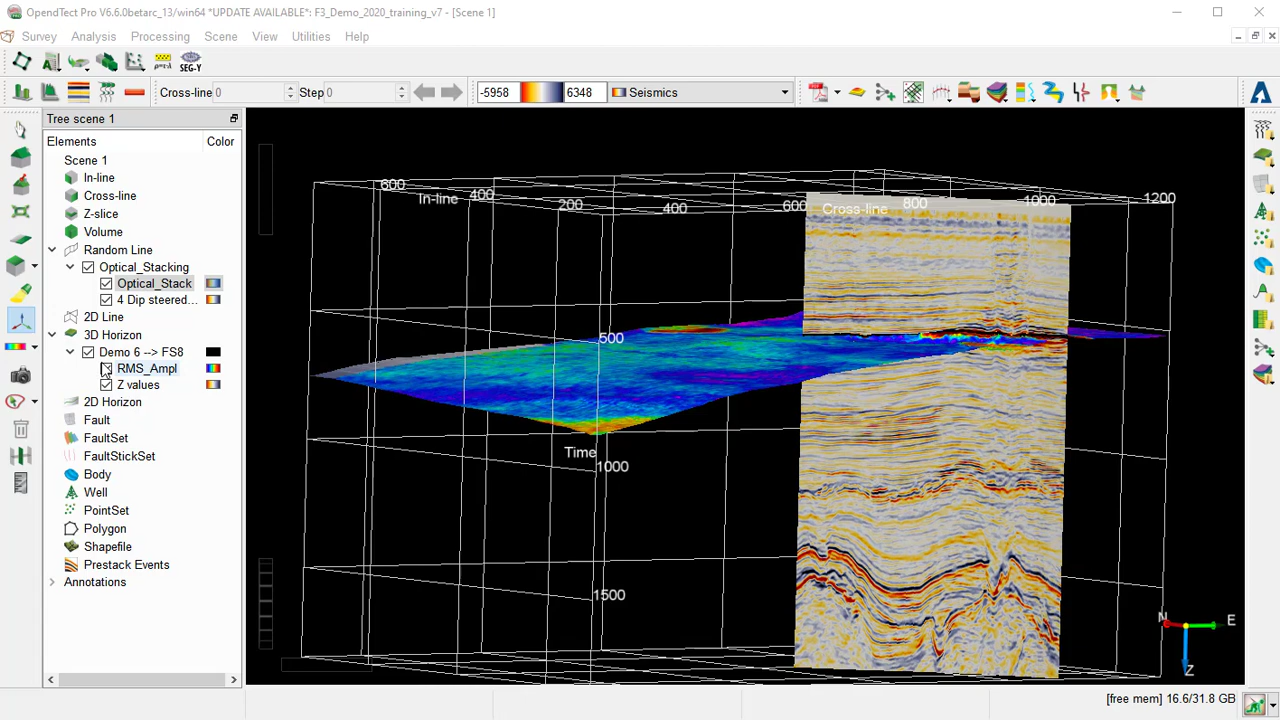 OpendTect Pro V6.6.0betarc_13/win64 *UPDATE AVAILABLE*: F3_Demo_2020_training_v7 - [Scene 1]
Survey Analysis Processing Scene View Utilities Help
SEG-Y
Cross-line 0 Step 0 -5958 6348 Seismics
Tree scene 1
Elements Color
Scene 1
In-line
Cross-line
Z-slice
Volume
Random Line
Optical_Stacking
Optical_Stack
4 Dip steered...
2D Line
3D Horizon
Demo 6 --> FS8
RMS_Ampl
Z values
2D Horizon
Fault
FaultSet
FaultStickSet
Body
Well
PointSet
Polygon
Shapefile
Prestack Events
Annotations
600 In-line 400 200 400 600 Cross-line 800 1000 1200
500
Time
1000
1500
N E
Z
[free mem] 16.6/31.8 GB